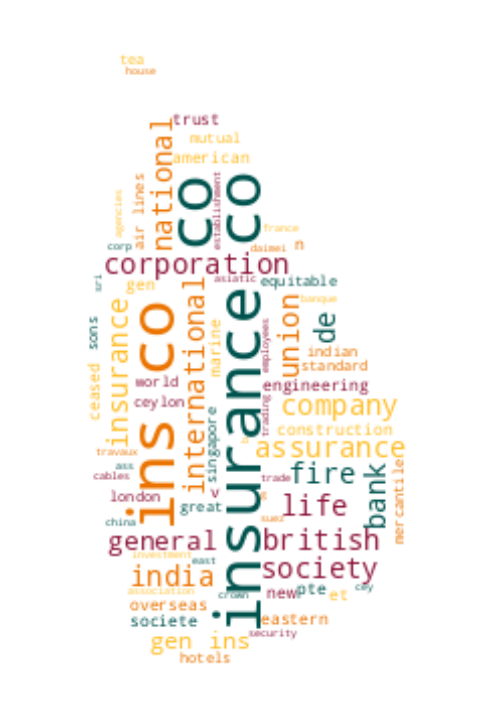 tea
house
trust
national
mutual
american
co
insurance co
air lines
establishment
agencies
france
corp
daimei
n
corporation
asiatic
equitable
sri
gen
international
banque
insurance
ins co
union
de
marine
employees
sons
indian
standard
world
engineering
ceased
ceylon
company
trading
singapore
construction
assurance
travaux
ass
fire
bank
mercantile
cables
trade
london
v
life
great
g
china
suez
general
british
investment
east
society
india
association
crown
new
pte
et
cey
overseas
societe
eastern
security
gen ins
hotels